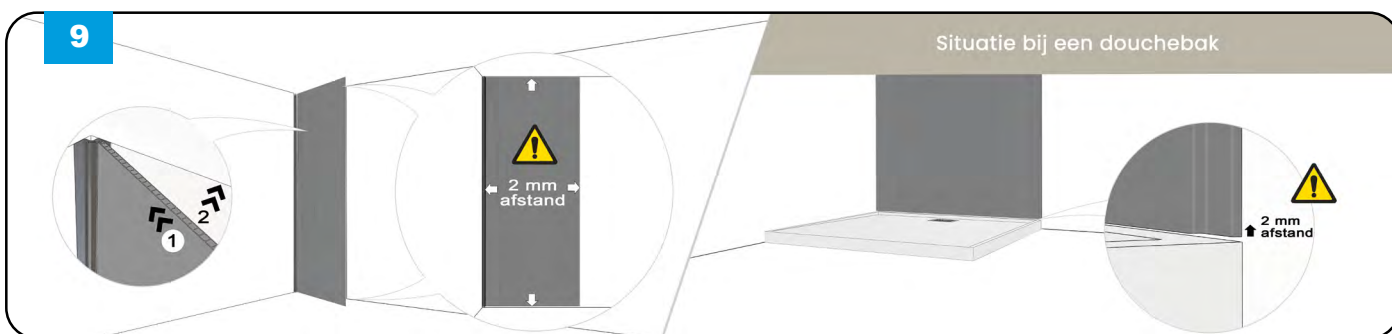 9
1
2
2 mm
afstand
Situatie bij een douchebak
2 mm
afstand